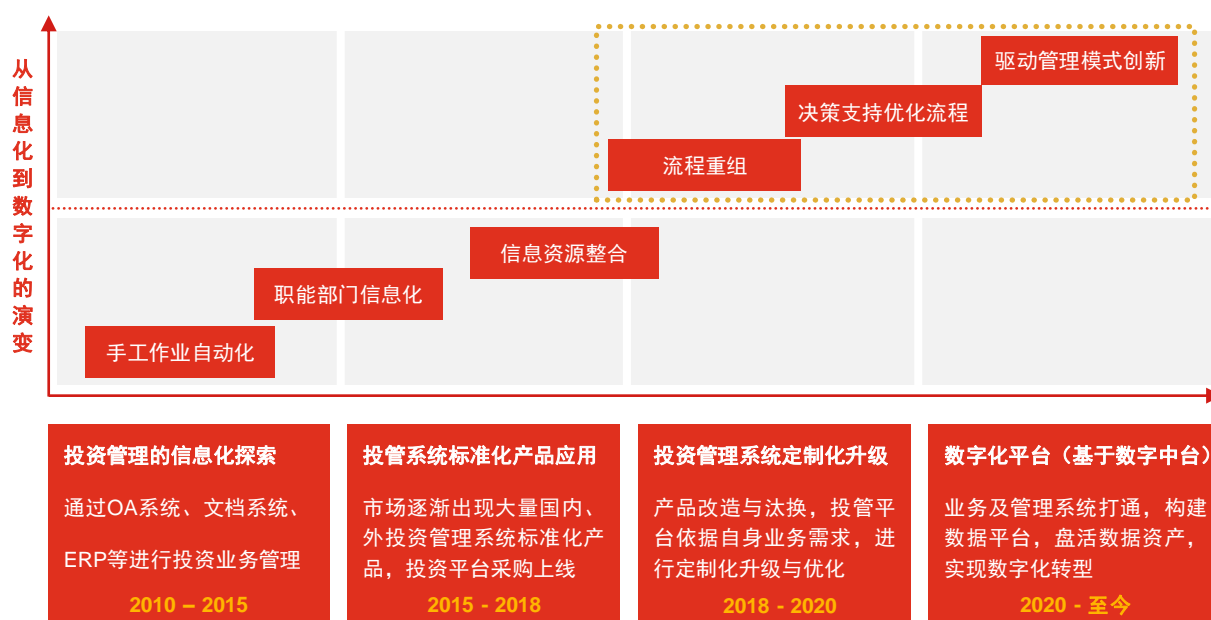 从信息化到数字化的演变
驱动管理模式创新
决策支持优化流程
流程重组
信息资源整合
职能部门信息化
手工作业自动化
投资管理的信息化探索
通过OA系统、文档系统、
ERP等进行投资业务管理
2010 – 2015
投管系统标准化产品应用
市场逐渐出现大量国内、
外投资管理系统标准化产
品，投资平台采购上线
2015 - 2018
投资管理系统定制化升级
产品改造与汰换，投管平
台依据自身业务需求，进
行定制化升级与优化
2018 - 2020
数字化平台（基于数字中台）
业务及管理系统打通，构建
数据平台，盘活数据资产，
实现数字化转型
2020 - 至今